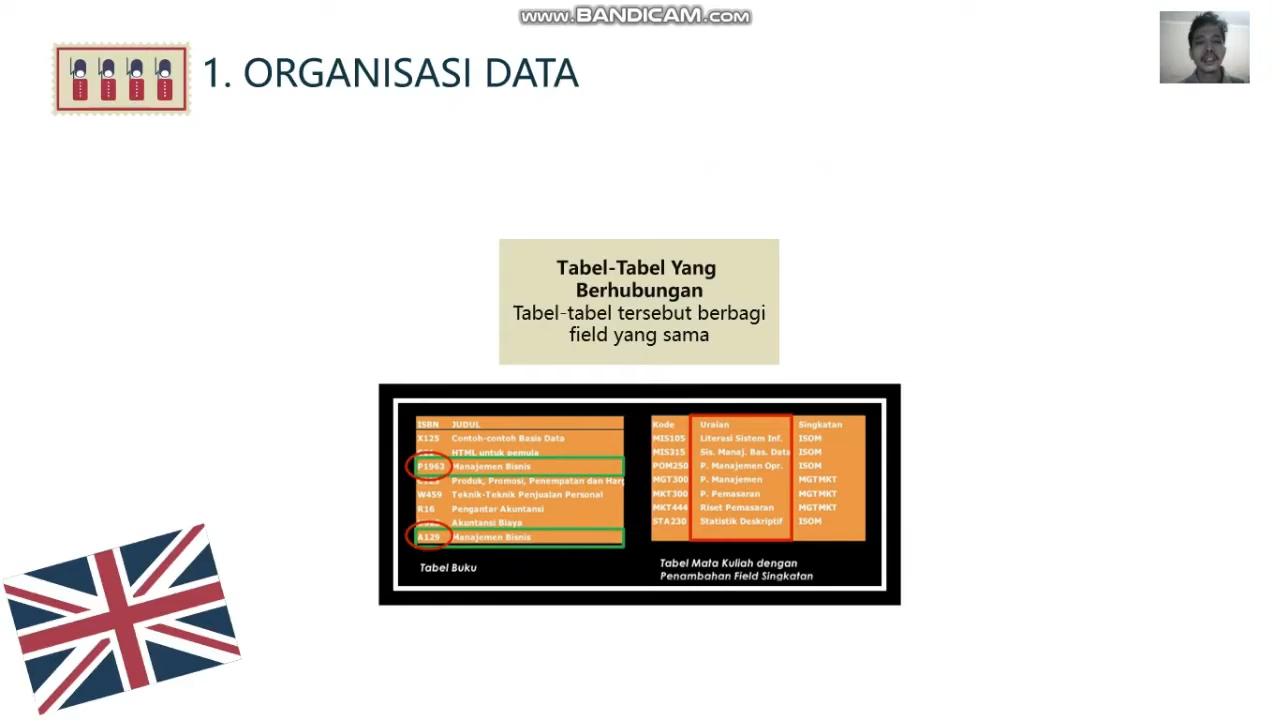 www.BANDICAM.com
1. ORGANISASI DATA
Tabel-Tabel Yang
Berhubungan
Tabel-tabel tersebut berbagi
field yang sama
ISBN JUDUL
X125 Contoh-contoh Basis Data
HTML untuk pemula
P1963 Manajemen Bisnis
Produk, Promosi, Penempatan dan Harg
W459 Teknik-Teknik Penjualan Personal
R16 Pengantar Akuntansi
Akuntansi Biaya
A129 Manajemen Bisnis
Tabel Buku
Kode Uraian Singkatan
MIS105 Literasi Sistem Inf. ISOM
MIS315 Sis. Manaj. Bas. Data ISOM
POM250 P. Manajemen Opr. ISOM
MGT300 P. Manajemen MGTMKT
MKT300 P. Pemasaran MGTMKT
MKT444 Riset Pemasaran MGTMKT
STA230 Statistik Deskriptif ISOM
Tabel Mata Kuliah dengan
Penambahan Field Singkatan